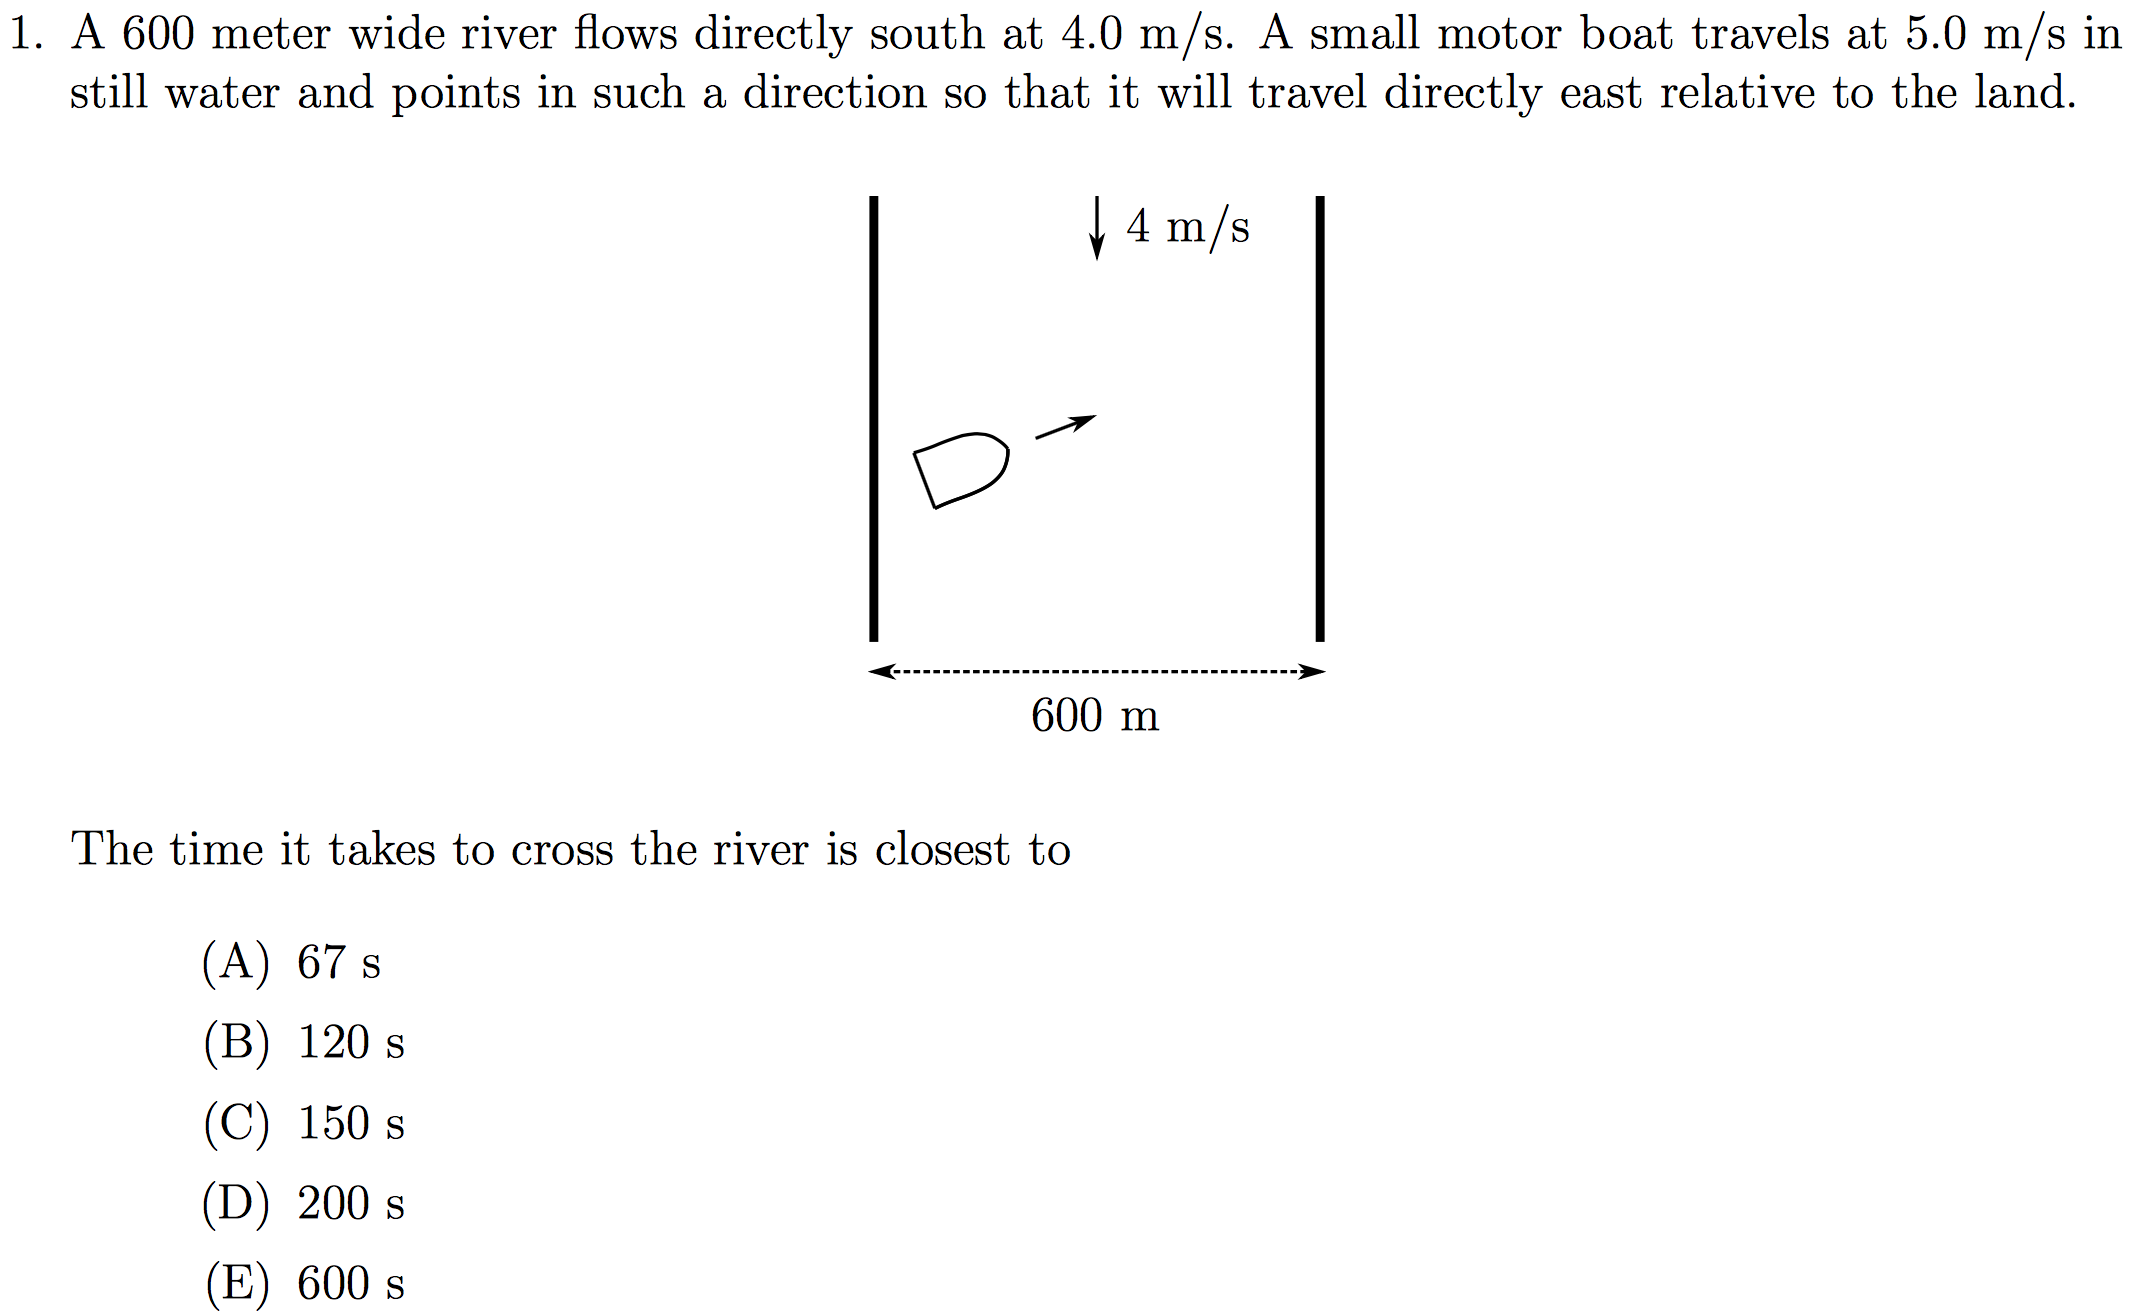 1. A 600 meter wide river flows directly south at 4.0 m/s. A small motor boat travels at 5.0 m/s in
still water and points in such a direction so that it will travel directly east relative to the land.
4 m/s
600 m
The time it takes to cross the river is closest to
(A) 67 s
(B) 120 s
(C) 150 s
(D) 200 s
(E) 600 s